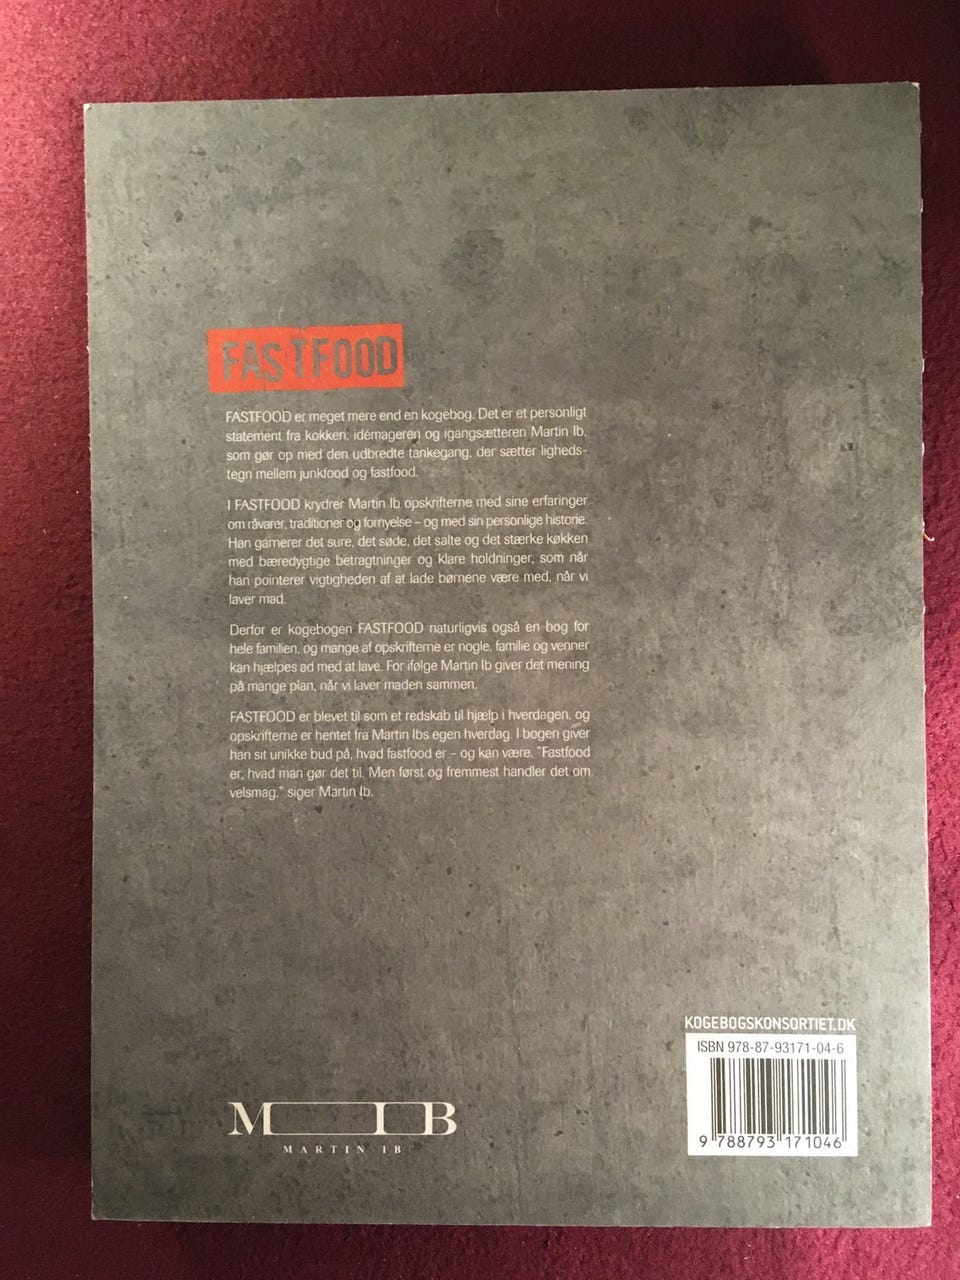 FASTFOOD
FASTFOOD er meget mere end en kogebog. Det er et personligt
statement fra kokken, idémageren og igangsætteren Martin Ib,
som gør op med den udbredte tankegang, der sætter ligheds-
tegn mellem junkfood og fastfood.
I FASTFOOD krydrer Martin Ib opskrifterne med sine erfaringer
om råvarer, traditioner og fornyelse – og med sin personlige historie.
Han garnerer det sure, det søde, det salte og det stærke køkken
med bæredygtige betragtninger og klare holdninger, som når
han pointerer vigtigheden af at lade børnene være med, når vi
laver mad.
Derfor er kogebogen FASTFOOD naturligvis også en bog for
hele familien, og mange af opskrifterne er nogle, familie og venner
kan hjælpes ad med at lave. For ifølge Martin Ib giver det mening
på mange plan, når vi laver maden sammen.
FASTFOOD er blevet til som et redskab til hjælp i hverdagen, og
opskrifterne er hentet fra Martin Ibs egen hverdag. I bogen giver
han sit unikke bud på, hvad fastfood er – og kan være. "Fastfood
er, hvad man gør det til. Men først og fremmest handler det om
velsmag," siger Martin Ib.
KOGEBOGSKONSORTIET.DK
ISBN 978-87-93171-04-6
9 788793 171046
M IB
MARTIN IB